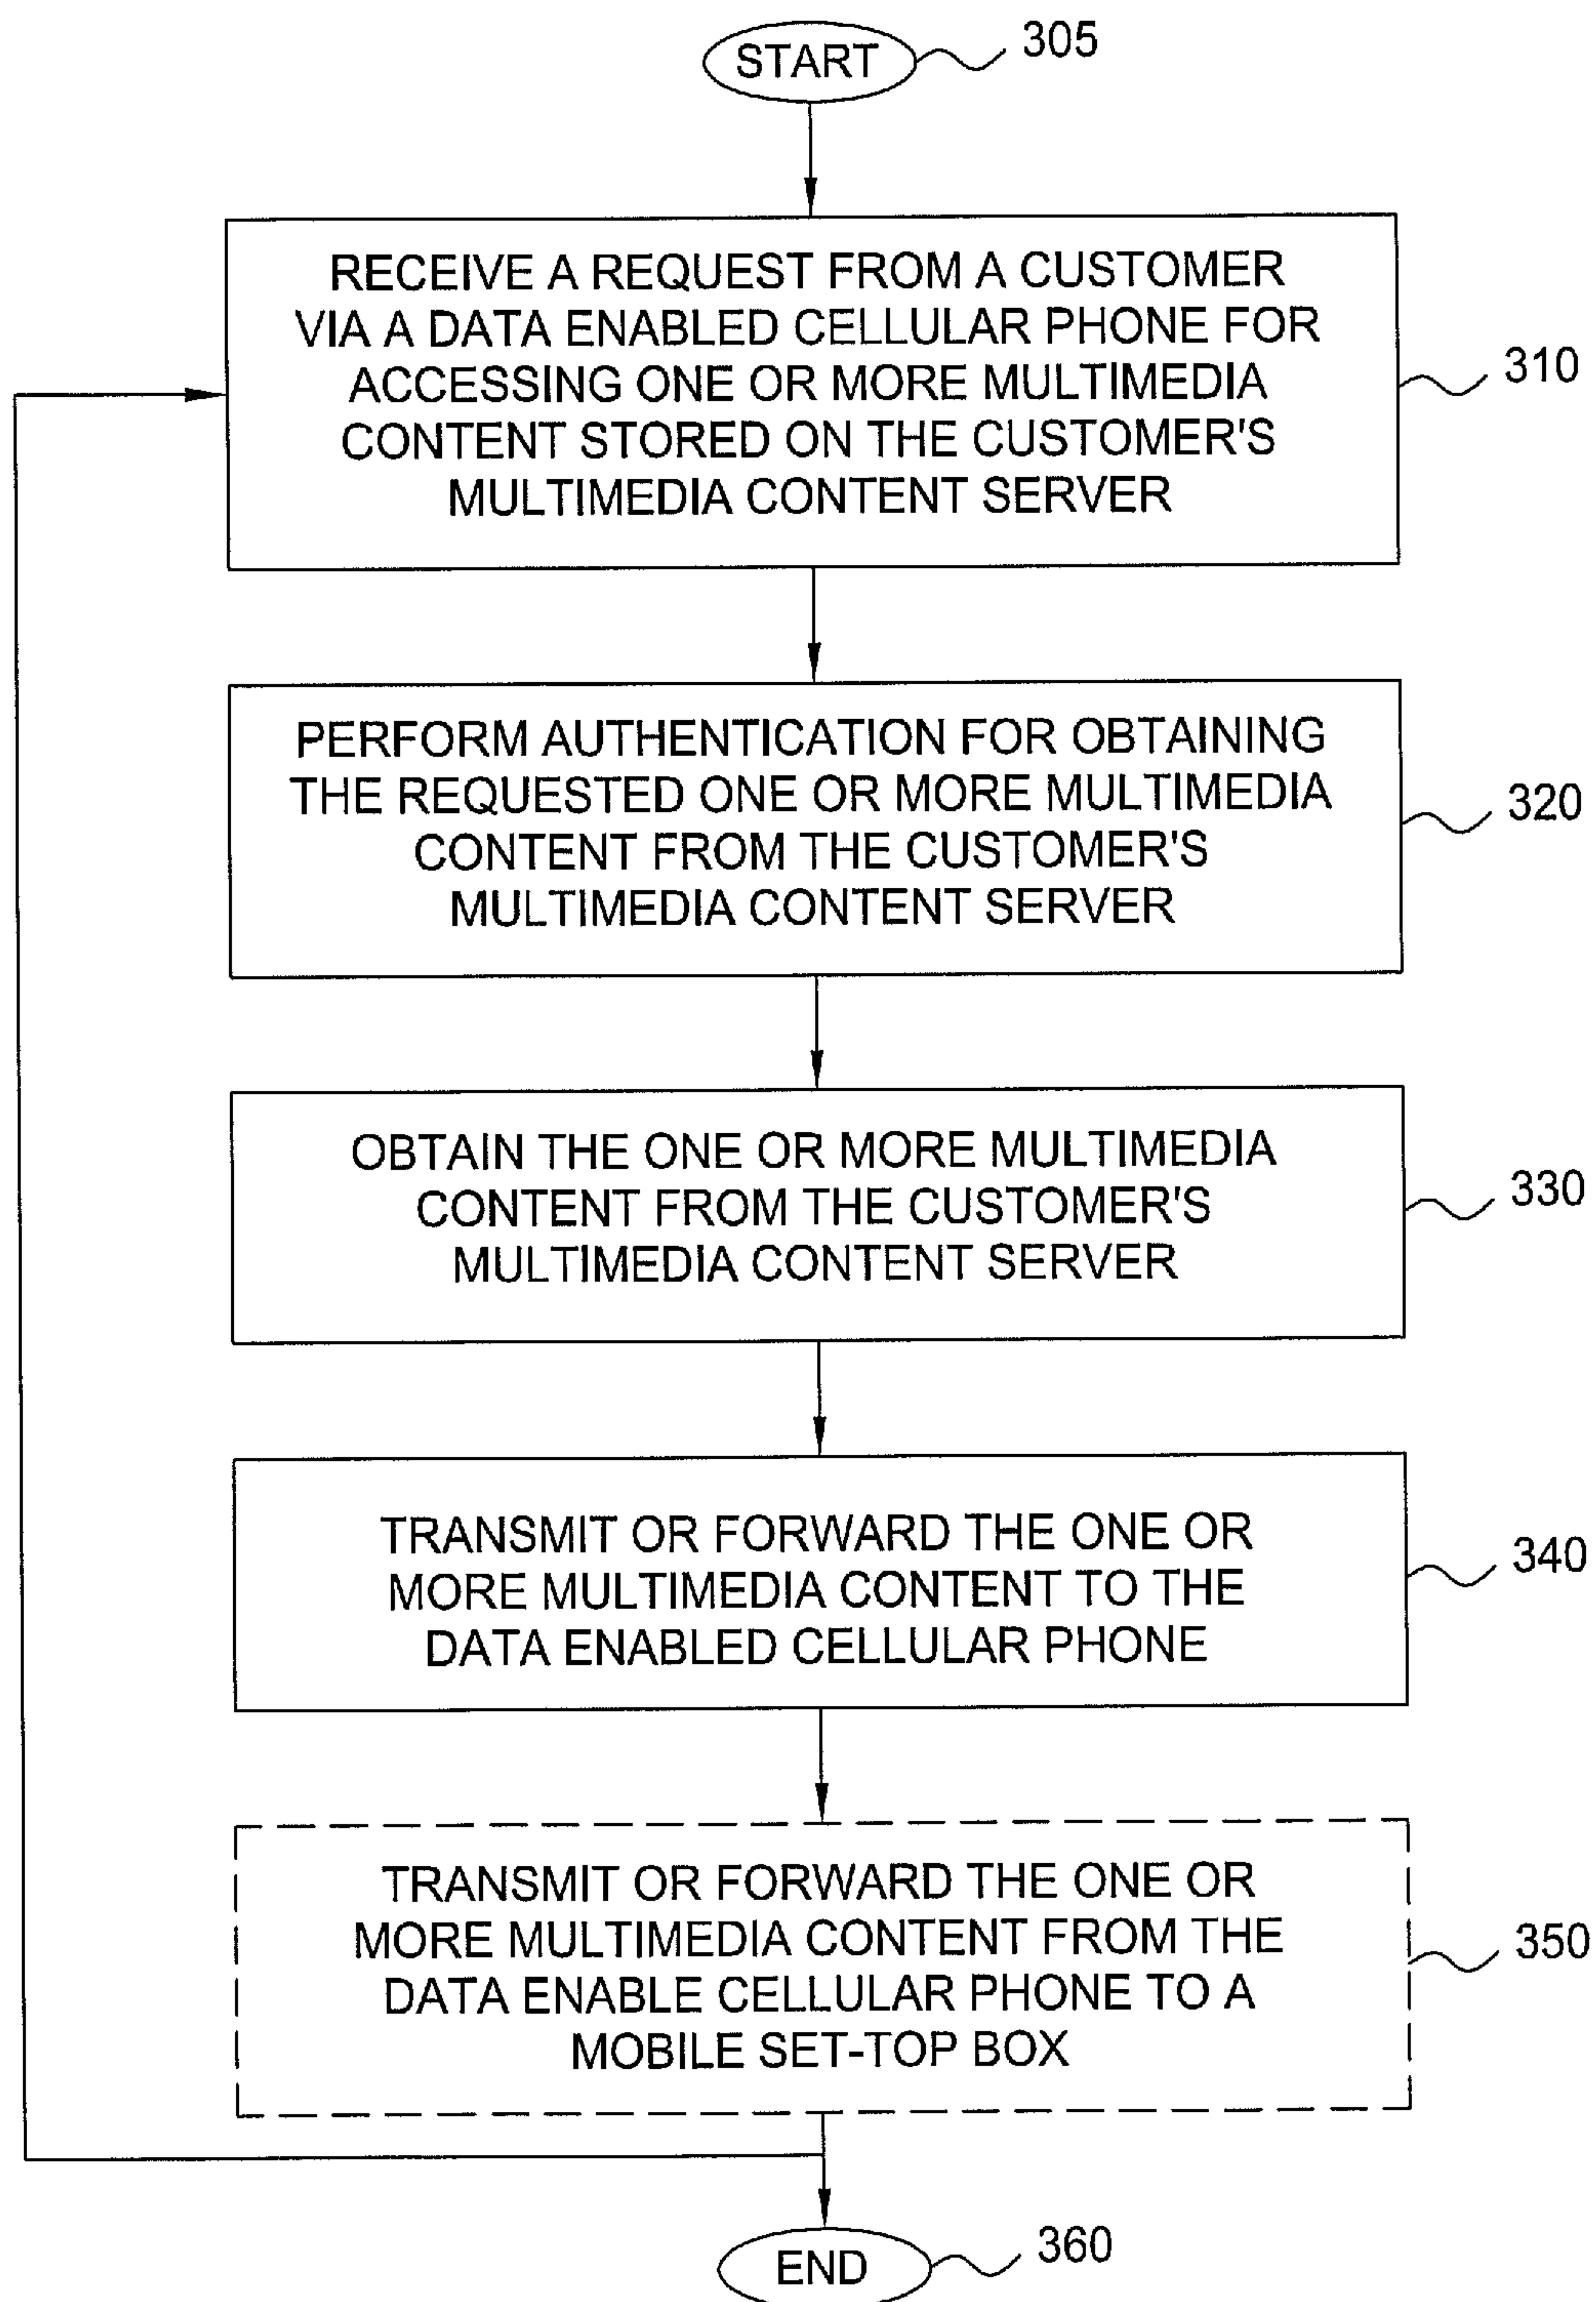 START
305
RECEIVE A REQUEST FROM A CUSTOMER
VIA A DATA ENABLED CELLULAR PHONE FOR
ACCESSING ONE OR MORE MULTIMEDIA
CONTENT STORED ON THE CUSTOMER'S
MULTIMEDIA CONTENT SERVER
310
PERFORM AUTHENTICATION FOR OBTAINING
THE REQUESTED ONE OR MORE MULTIMEDIA
CONTENT FROM THE CUSTOMER'S
MULTIMEDIA CONTENT SERVER
320
OBTAIN THE ONE OR MORE MULTIMEDIA
CONTENT FROM THE CUSTOMER'S
MULTIMEDIA CONTENT SERVER
330
TRANSMIT OR FORWARD THE ONE OR
MORE MULTIMEDIA CONTENT TO THE
DATA ENABLED CELLULAR PHONE
340
TRANSMIT OR FORWARD THE ONE OR
MORE MULTIMEDIA CONTENT FROM THE
DATA ENABLE CELLULAR PHONE TO A
MOBILE SET-TOP BOX
350
END
360